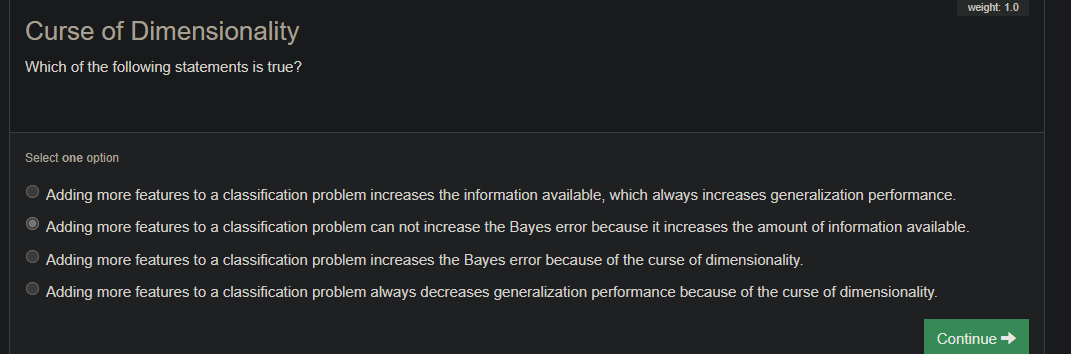 weight: 1.0
Curse of Dimensionality
Which of the following statements is true?
Select one option
Adding more features to a classification problem increases the information available, which always increases generalization performance.
Adding more features to a classification problem can not increase the Bayes error because it increases the amount of information available.
Adding more features to a classification problem increases the Bayes error because of the curse of dimensionality.
Adding more features to a classification problem always decreases generalization performance because of the curse of dimensionality.
Continue